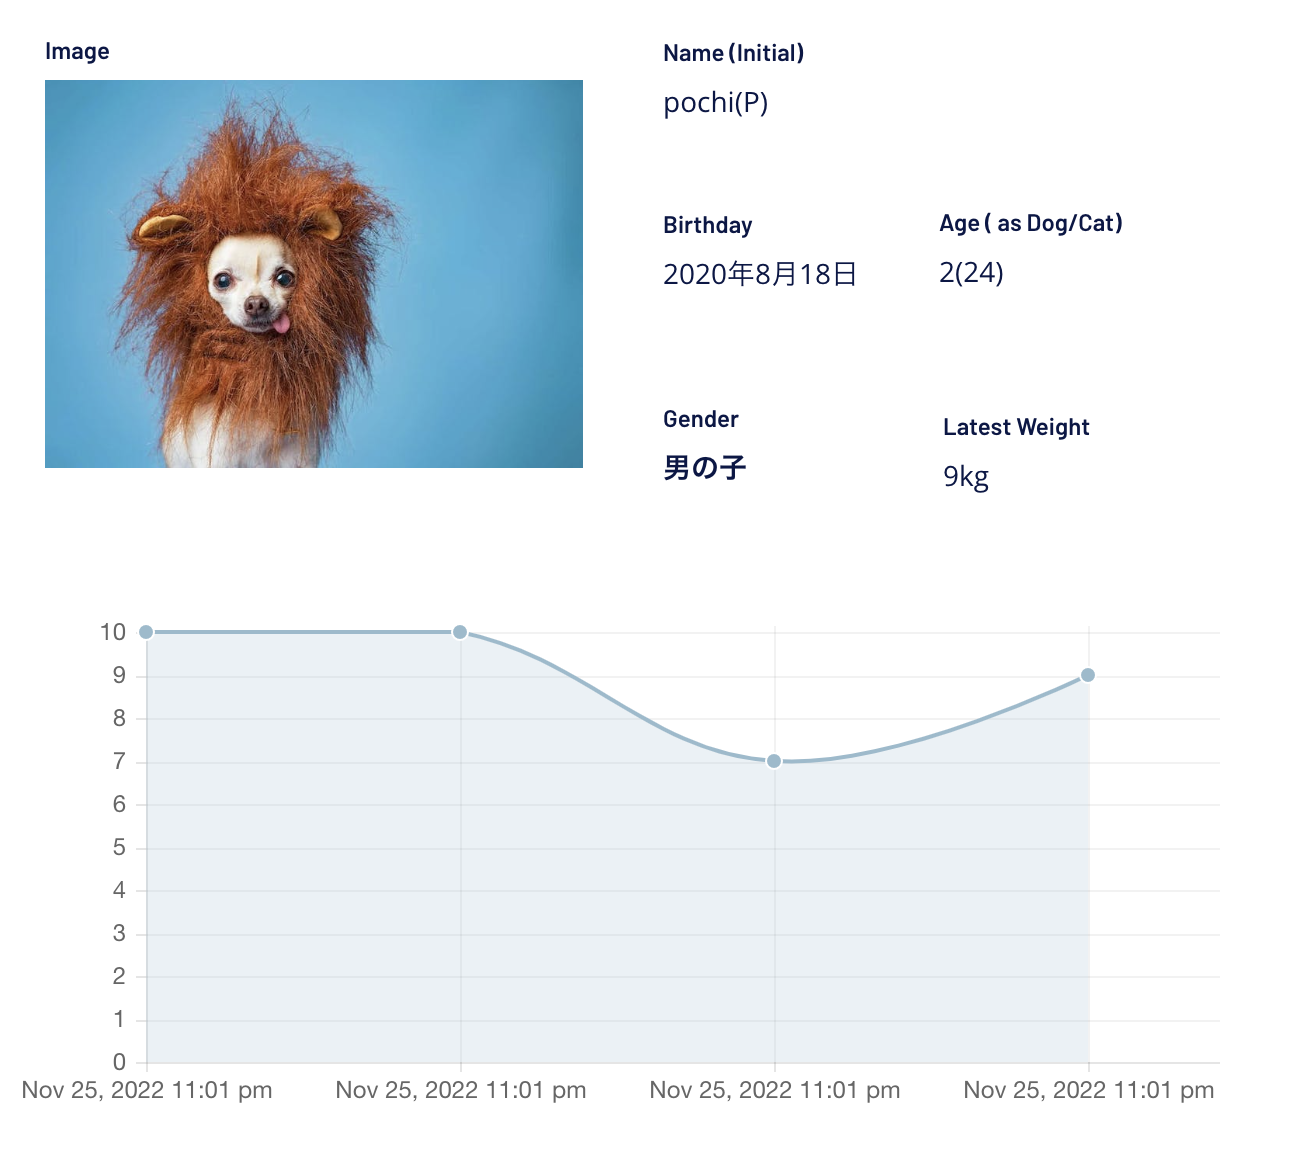 Image
Name (Initial)
pochi(P)
Birthday
Age ( as Dog/Cat)
2020年8月18日
2(24)
Gender
Latest Weight
男の子
9kg
10
9
8
7
6
5
4
3
2
1
0
Nov 25, 2022 11:01 pm
Nov 25, 2022 11:01 pm
Nov 25, 2022 11:01 pm
Nov 25, 2022 11:01 pm